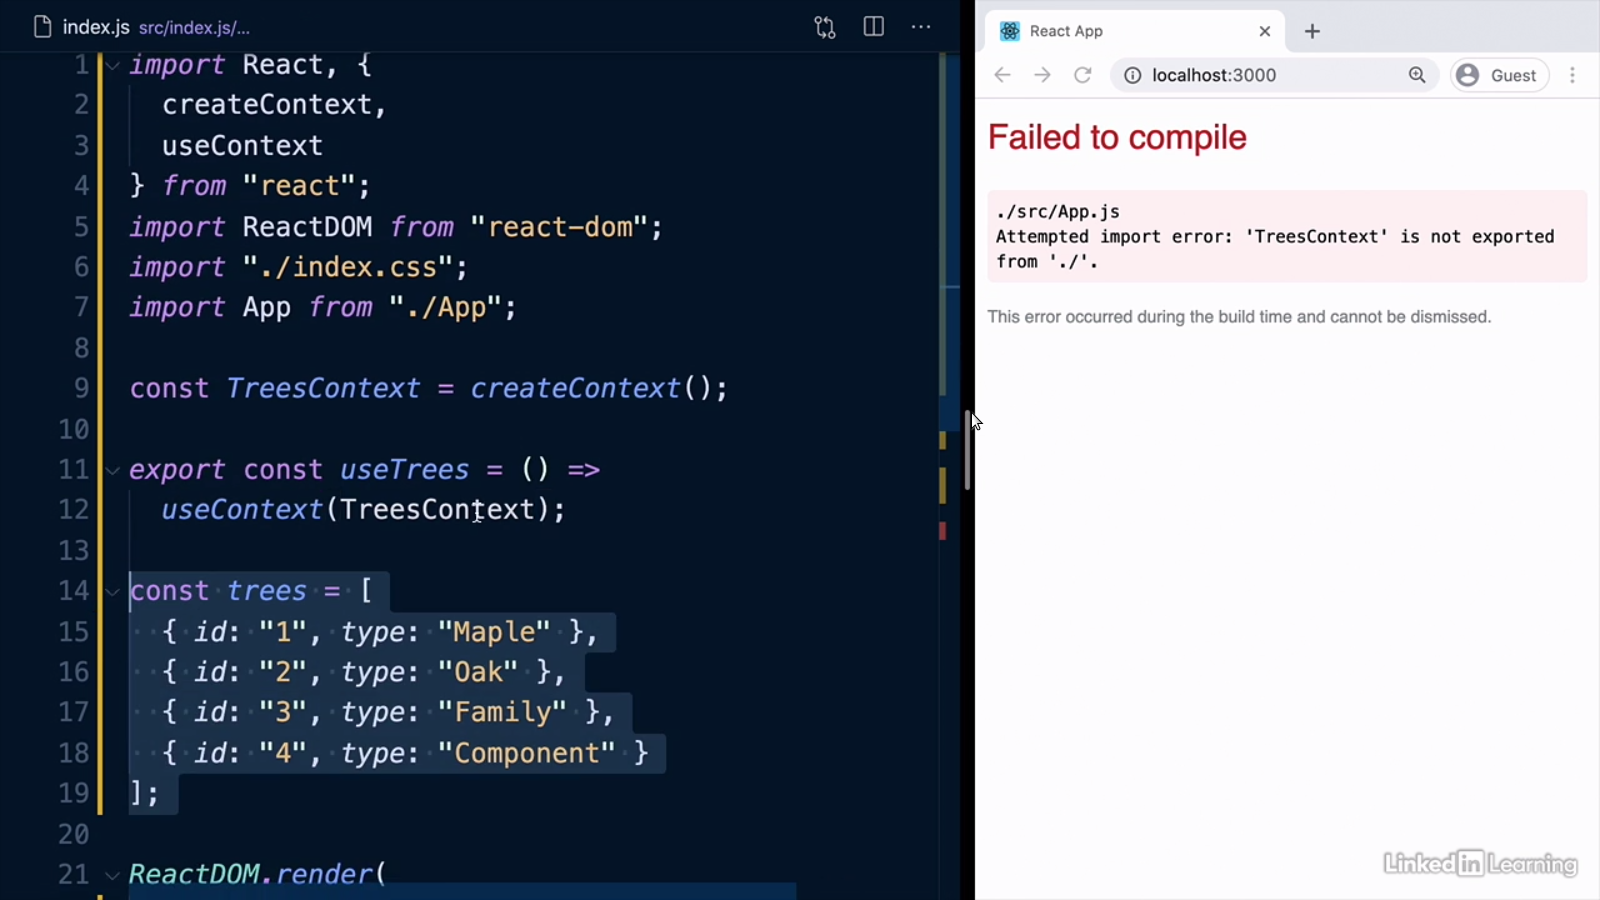 index.js src/index.js/...
1 import React, {
2 createContext,
3 useContext
4 } from "react";
5 import ReactDOM from "react-dom";
6 import "./index.css";
7 import App from "./App";
8
9 const TreesContext = createContext();
10
11 export const useTrees = () =>
12 useContext(TreesContext);
13
14 const trees = [
15 { id: "1", type: "Maple" },
16 { id: "2", type: "Oak" },
17 { id: "3", type: "Family" },
18 { id: "4", type: "Component" }
19 ];
20
21 ReactDOM.render(
React App
localhost:3000
Guest
Failed to compile
./src/App.js
Attempted import error: 'TreesContext' is not exported
from './'.
This error occurred during the build time and cannot be dismissed.
LinkedIn Learning